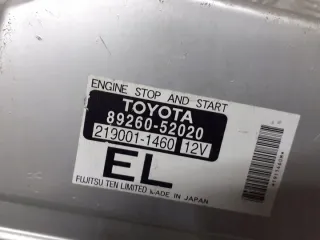 ENGINE STOP AND START
TOYOTA
89260-52020
219001-1460 12V
EL
FUJITSU TEN LIMITED MADE IN JAPAN